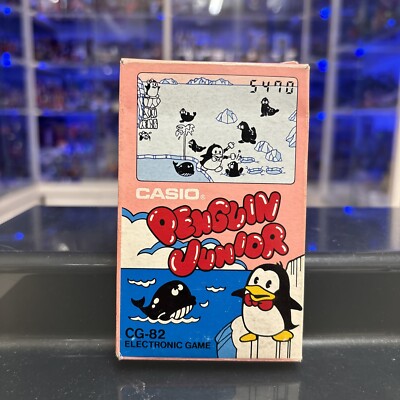 5470
CASIO®
PENGUIN
JUNIOR
CG-82
ELECTRONIC GAME